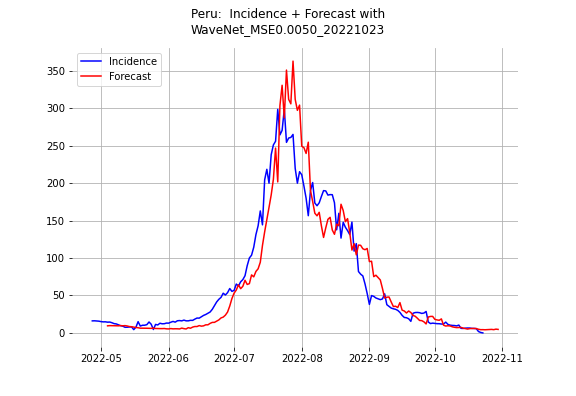 Peru: Incidence + Forecast with
WaveNet_MSE0.0050_20221023
Incidence
Forecast
350
300
250
200
150
100
50
0
2022-05 2022-06 2022-07 2022-08 2022-09 2022-10 2022-11